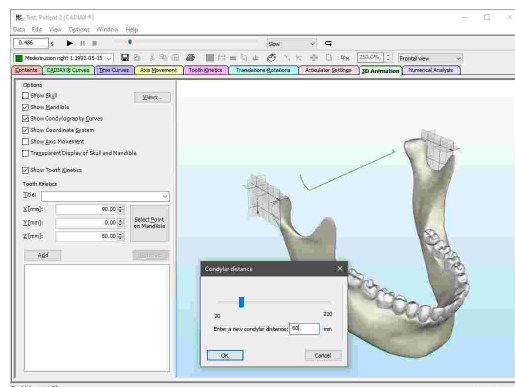 Test, Patient 2 [CADIAX ®]
Data Edit View Options Window Help
0.486 s Slow
Mediotrusion right 1 1992-05-15 250.0% Frontal view
Contents CADIAX® Curves Time Curves Axis Movement Tooth Kinetics Translations-Rotations Articulator Settings 3D Animation Numerical Analysis
Options
Show Skull Views...
Show Mandible
Show Condylography Curves
Show Coordinate System
Show Axis Movement
Transparent Display of Skull and Mandible
Show Tooth Kinetics
Tooth Kinetics
Title:
X [mm]: 90.00
Y [mm]: 0.00 Select Point
on Mandible
Z [mm]: 50.00
Add
Condylar distance
20 220
Enter a new condylar distance: 60 mm
OK Cancel